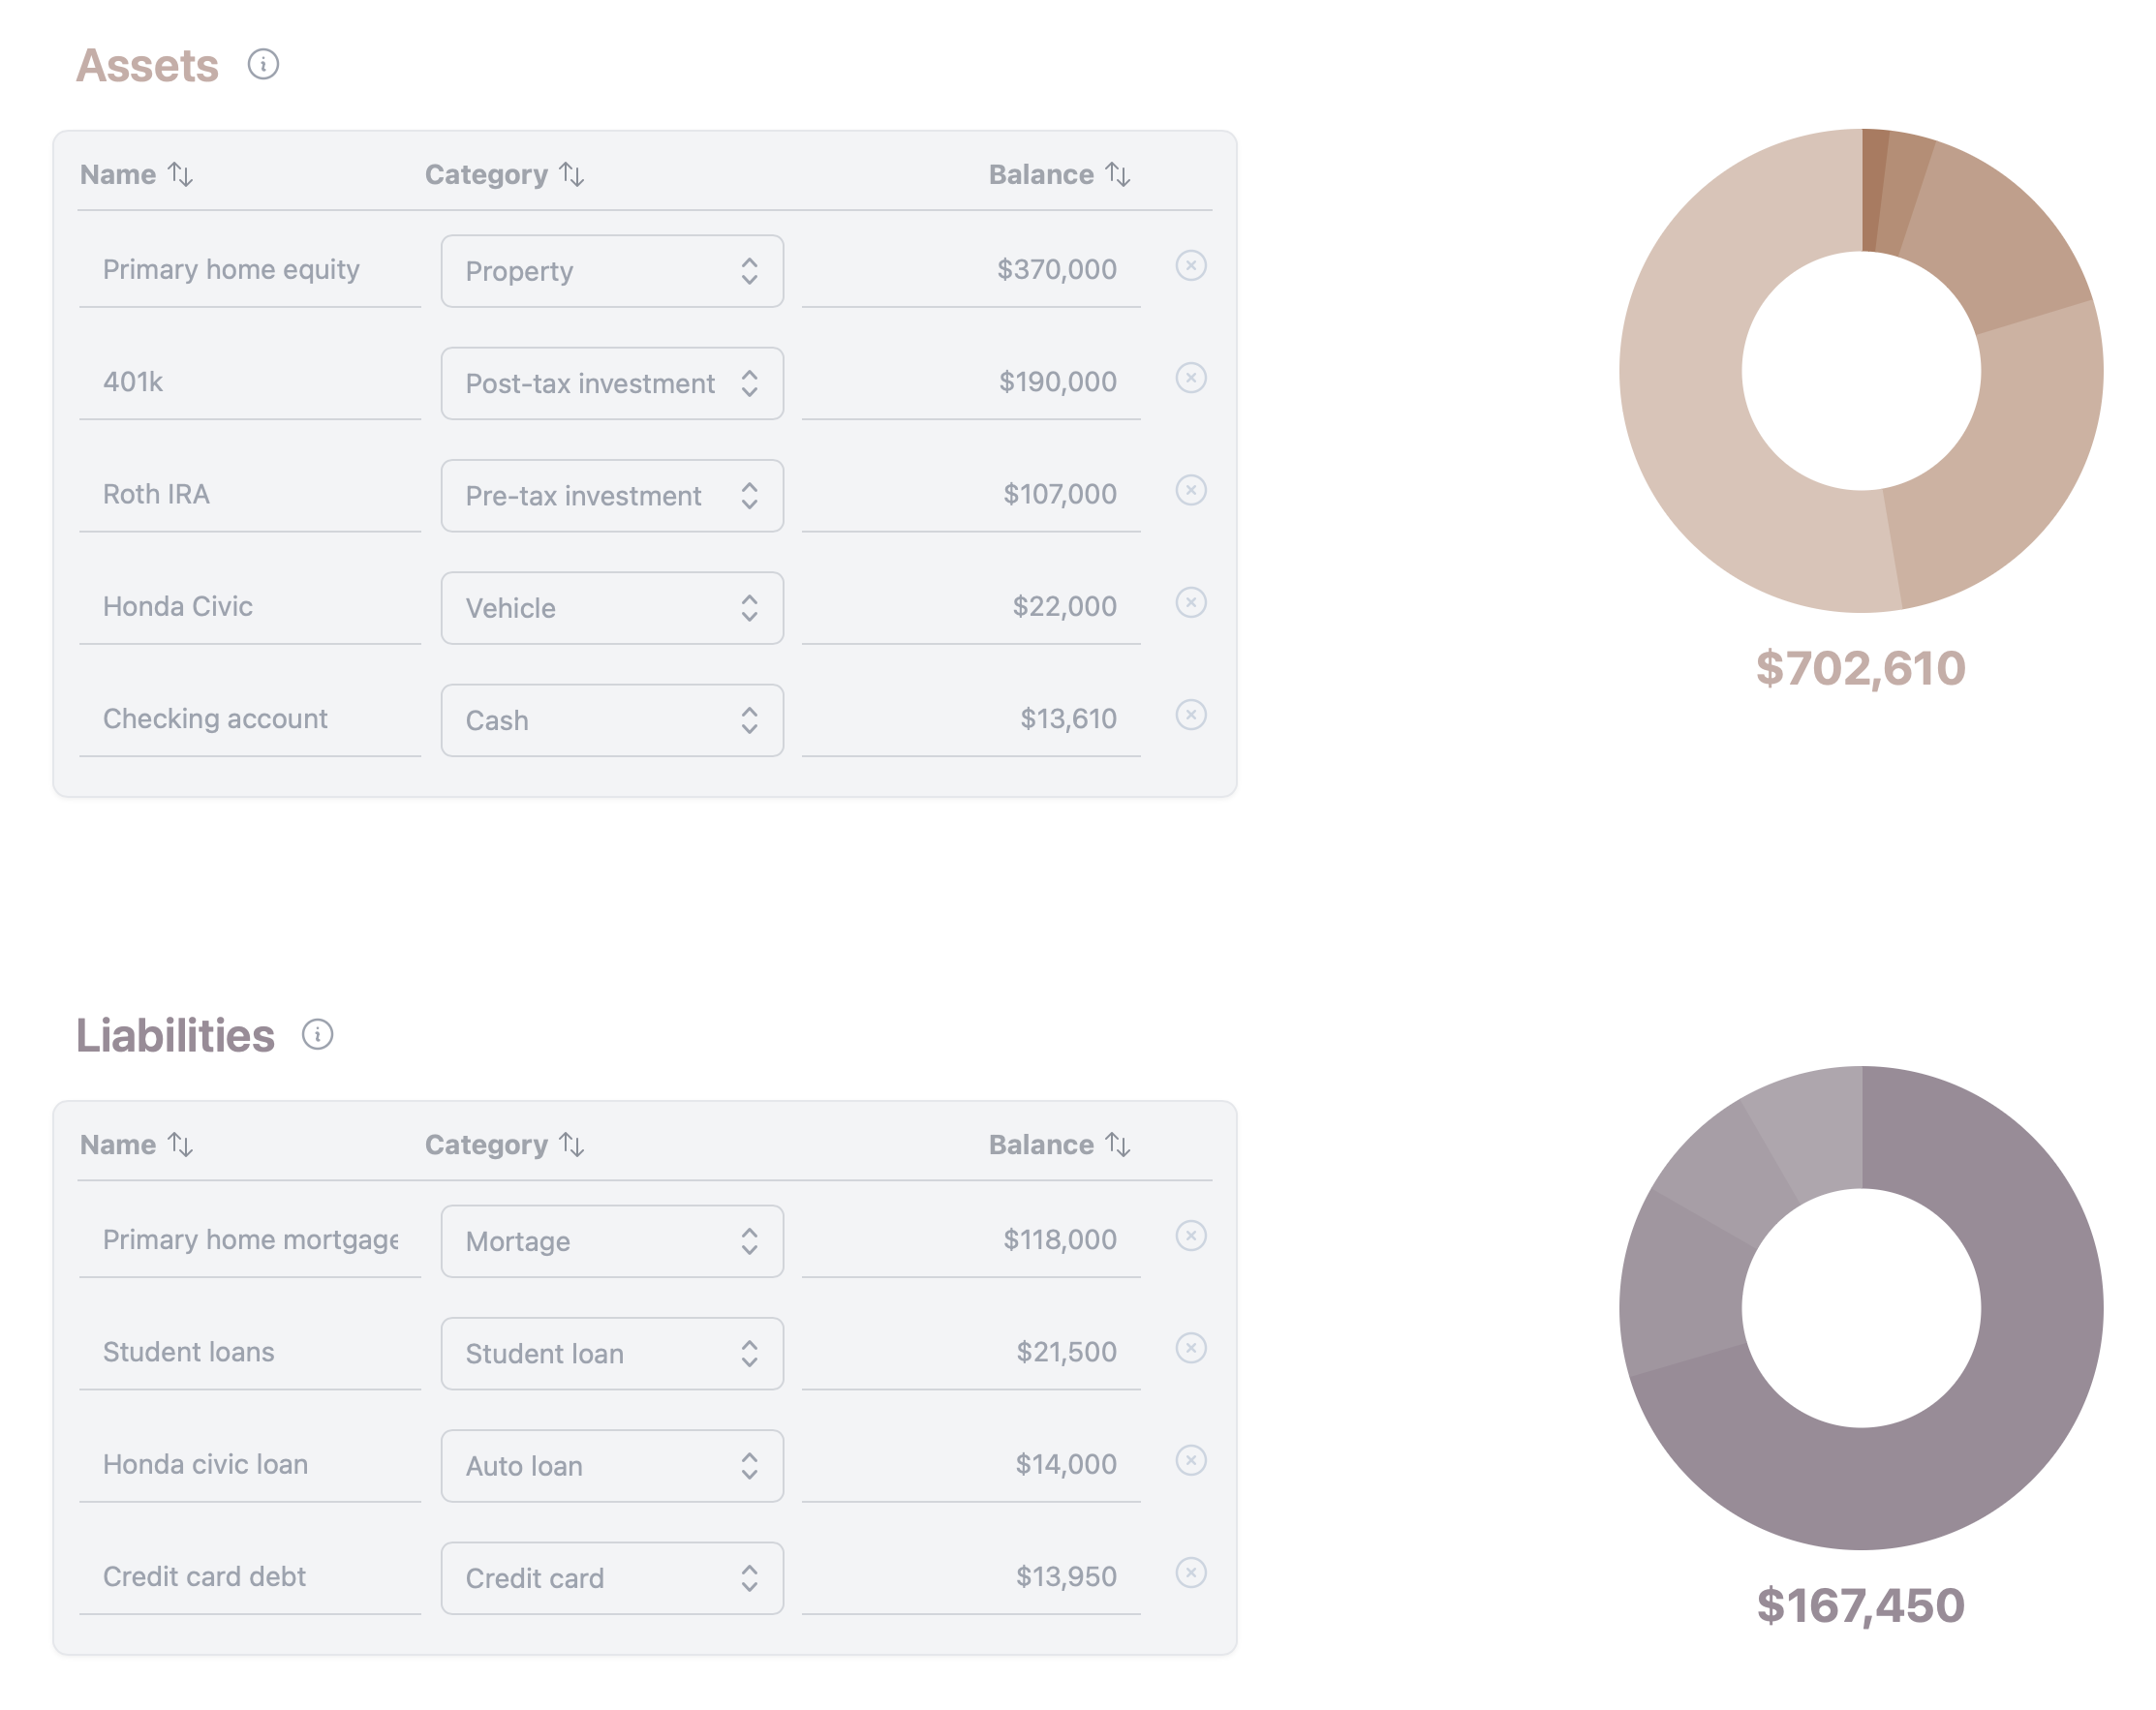 Assets
Name Category Balance
Primary home equity Property $370,000
401k Post-tax investment $190,000
Roth IRA Pre-tax investment $107,000
Honda Civic Vehicle $22,000
Checking account Cash $13,610
$702,610
Liabilities
Name Category Balance
Primary home mortgage Mortage $118,000
Student loans Student loan $21,500
Honda civic loan Auto loan $14,000
Credit card debt Credit card $13,950
$167,450